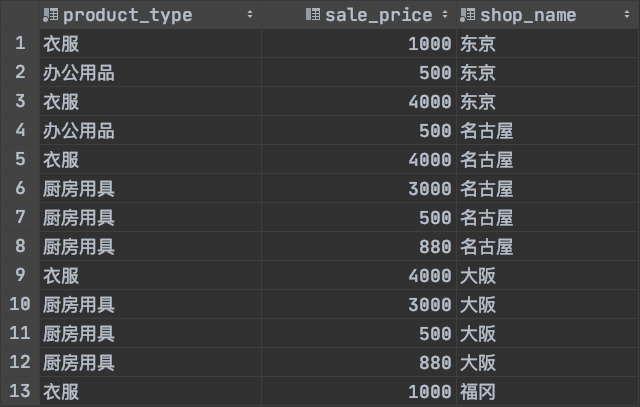 product_type sale_price shop_name
1 衣服 1000 东京
2 办公用品 500 东京
3 衣服 4000 东京
4 办公用品 500 名古屋
5 衣服 4000 名古屋
6 厨房用具 3000 名古屋
7 厨房用具 500 名古屋
8 厨房用具 880 名古屋
9 衣服 4000 大阪
10 厨房用具 3000 大阪
11 厨房用具 500 大阪
12 厨房用具 880 大阪
13 衣服 1000 福冈